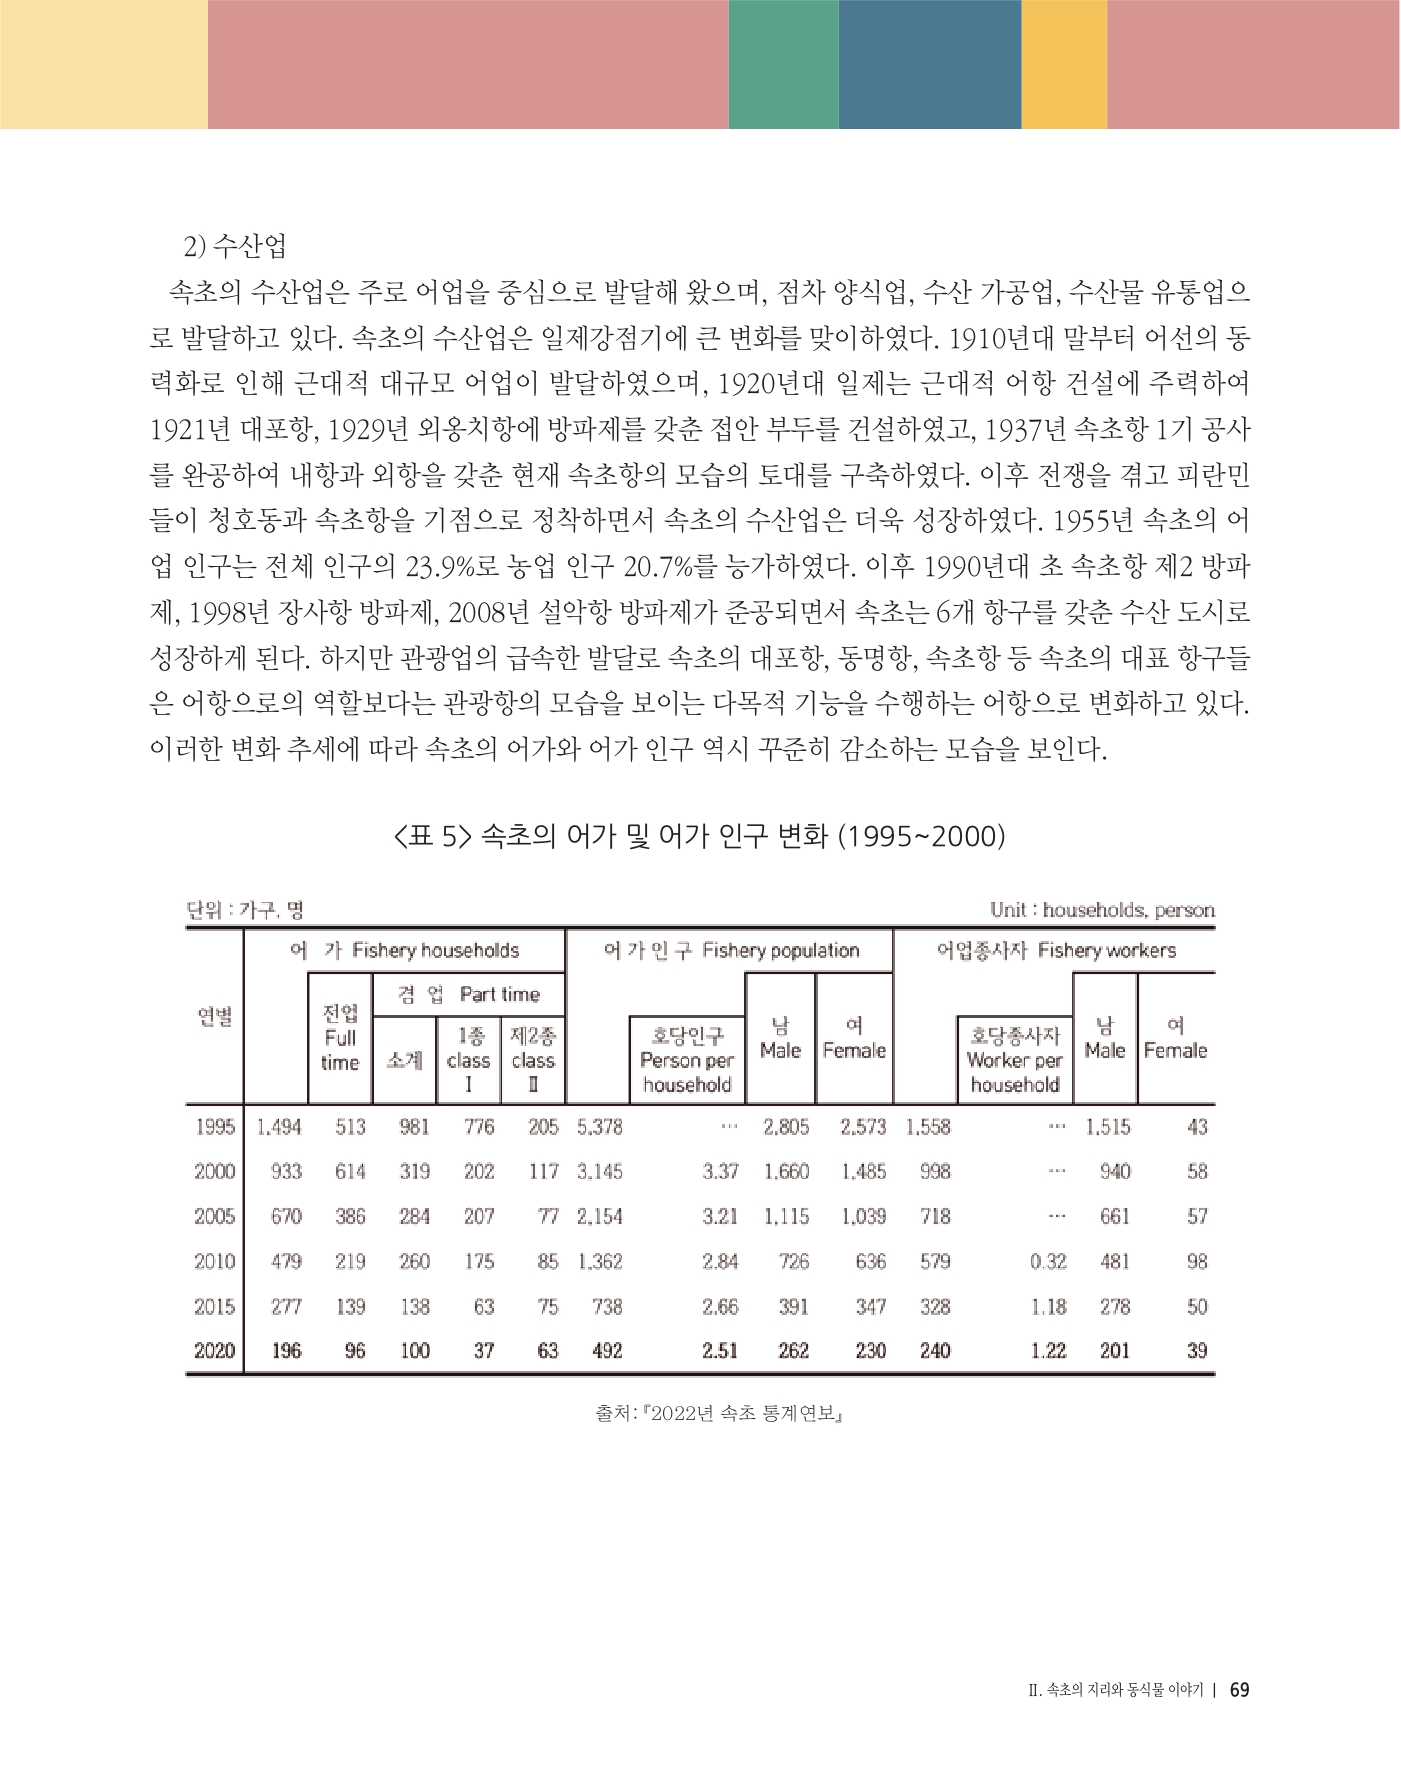 2) 수산업
속초의 수산업은 주로 어업을 중심으로 발달해 왔으며, 점차 양식업, 수산 가공업, 수산물 유통업으
로 발달하고 있다. 속초의 수산업은 일제강점기에 큰 변화를 맞이하였다. 1910년대 말부터 어선의 동
력화로 인해 근대적 대규모 어업이 발달하였으며, 1920년대 일제는 근대적 어항 건설에 주력하여
1921년 대포항, 1929년 외옹치항에 방파제를 갖춘 접안 부두를 건설하였고, 1937년 속초항 1기 공사
를 완공하여 내항과 외항을 갖춘 현재 속초항의 모습의 토대를 구축하였다. 이후 전쟁을 겪고 피란민
들이 청호동과 속초항을 기점으로 정착하면서 속초의 수산업은 더욱 성장하였다. 1955년 속초의 어
업 인구는 전체 인구의 23.9%로 농업 인구 20.7%를 능가하였다. 이후 1990년대 초 속초항 제2 방파
제, 1998년 장사항 방파제, 2008년 설악항 방파제가 준공되면서 속초는 6개 항구를 갖춘 수산 도시로
성장하게 된다. 하지만 관광업의 급속한 발달로 속초의 대포항, 동명항, 속초항 등 속초의 대표 항구들
은 어항으로의 역할보다는 관광항의 모습을 보이는 다목적 기능을 수행하는 어항으로 변화하고 있다.
이러한 변화 추세에 따라 속초의 어가와 어가 인구 역시 꾸준히 감소하는 모습을 보인다.
<표 5> 속초의 어가 및 어가 인구 변화 (1995~2000)
단위 : 가구, 명 Unit : households, person
연별 어 가 Fishery households 어 가 인 구 Fishery population 어업종사자 Fishery workers
전업 Full time 겸 업 Part time 소계 1종 class Ⅰ 제2종 class Ⅱ 호당인구 Person per household 남 Male 여 Female 호당종사자 Worker per household 남 Male 여 Female
1995 1,494 513 981 776 205 5,378 ··· 2,805 2,573 1,558 ··· 1,515 43
2000 933 614 319 202 117 3,145 3.37 1,660 1,485 998 ··· 940 58
2005 670 386 284 207 77 2,154 3.21 1,115 1,039 718 ··· 661 57
2010 479 219 260 175 85 1,362 2.84 726 636 579 0.32 481 98
2015 277 139 138 63 75 738 2.66 391 347 328 1.18 278 50
2020 196 96 100 37 63 492 2.51 262 230 240 1.22 201 39
출처:『2022년 속초 통계연보』
Ⅱ. 속초의 지리와 동식물 이야기 | 69